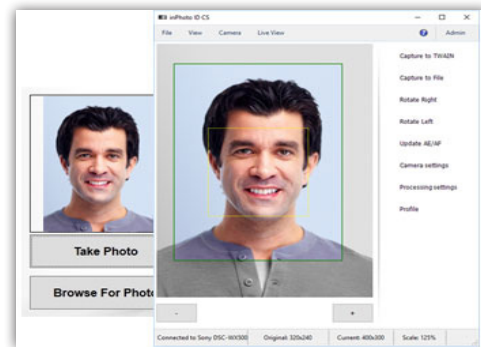 inPhoto ID CS
File View Camera Live View Admin
Capture to TWAIN
Capture to File
Rotate Right
Rotate Left
Update AE/AF
Camera settings
Processing settings
Profile
Take Photo
Browse For Photo
- +
Connected to Sony DSC-WX500 Original: 320x240 Current: 400x300 Scale: 125%